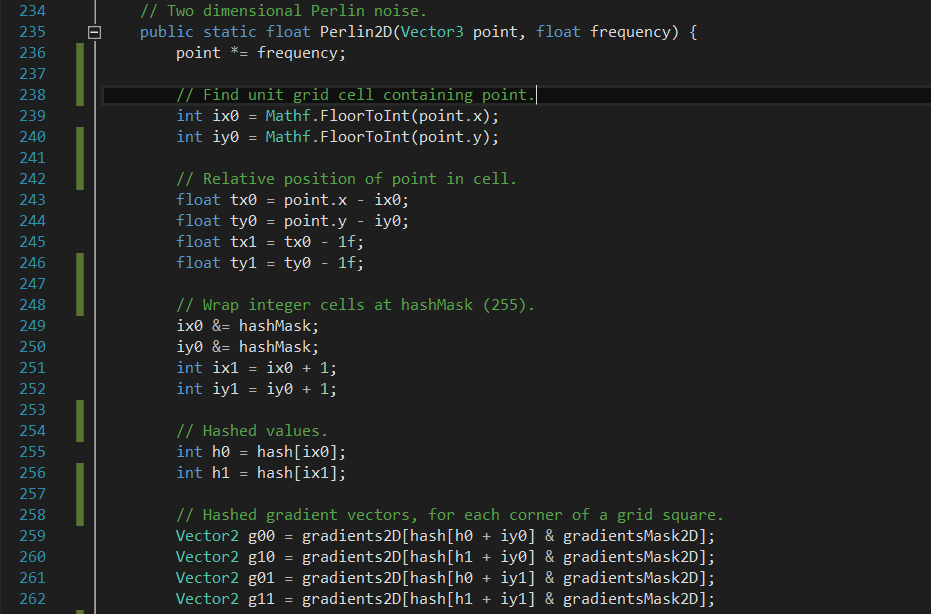 234 // Two dimensional Perlin noise.
235 public static float Perlin2D(Vector3 point, float frequency) {
236 point *= frequency;
237
238 // Find unit grid cell containing point.
239 int ix0 = Mathf.FloorToInt(point.x);
240 int iy0 = Mathf.FloorToInt(point.y);
241
242 // Relative position of point in cell.
243 float tx0 = point.x - ix0;
244 float ty0 = point.y - iy0;
245 float tx1 = tx0 - 1f;
246 float ty1 = ty0 - 1f;
247
248 // Wrap integer cells at hashMask (255).
249 ix0 &= hashMask;
250 iy0 &= hashMask;
251 int ix1 = ix0 + 1;
252 int iy1 = iy0 + 1;
253
254 // Hashed values.
255 int h0 = hash[ix0];
256 int h1 = hash[ix1];
257
258 // Hashed gradient vectors, for each corner of a grid square.
259 Vector2 g00 = gradients2D[hash[h0 + iy0] & gradientsMask2D];
260 Vector2 g10 = gradients2D[hash[h1 + iy0] & gradientsMask2D];
261 Vector2 g01 = gradients2D[hash[h0 + iy1] & gradientsMask2D];
262 Vector2 g11 = gradients2D[hash[h1 + iy1] & gradientsMask2D];